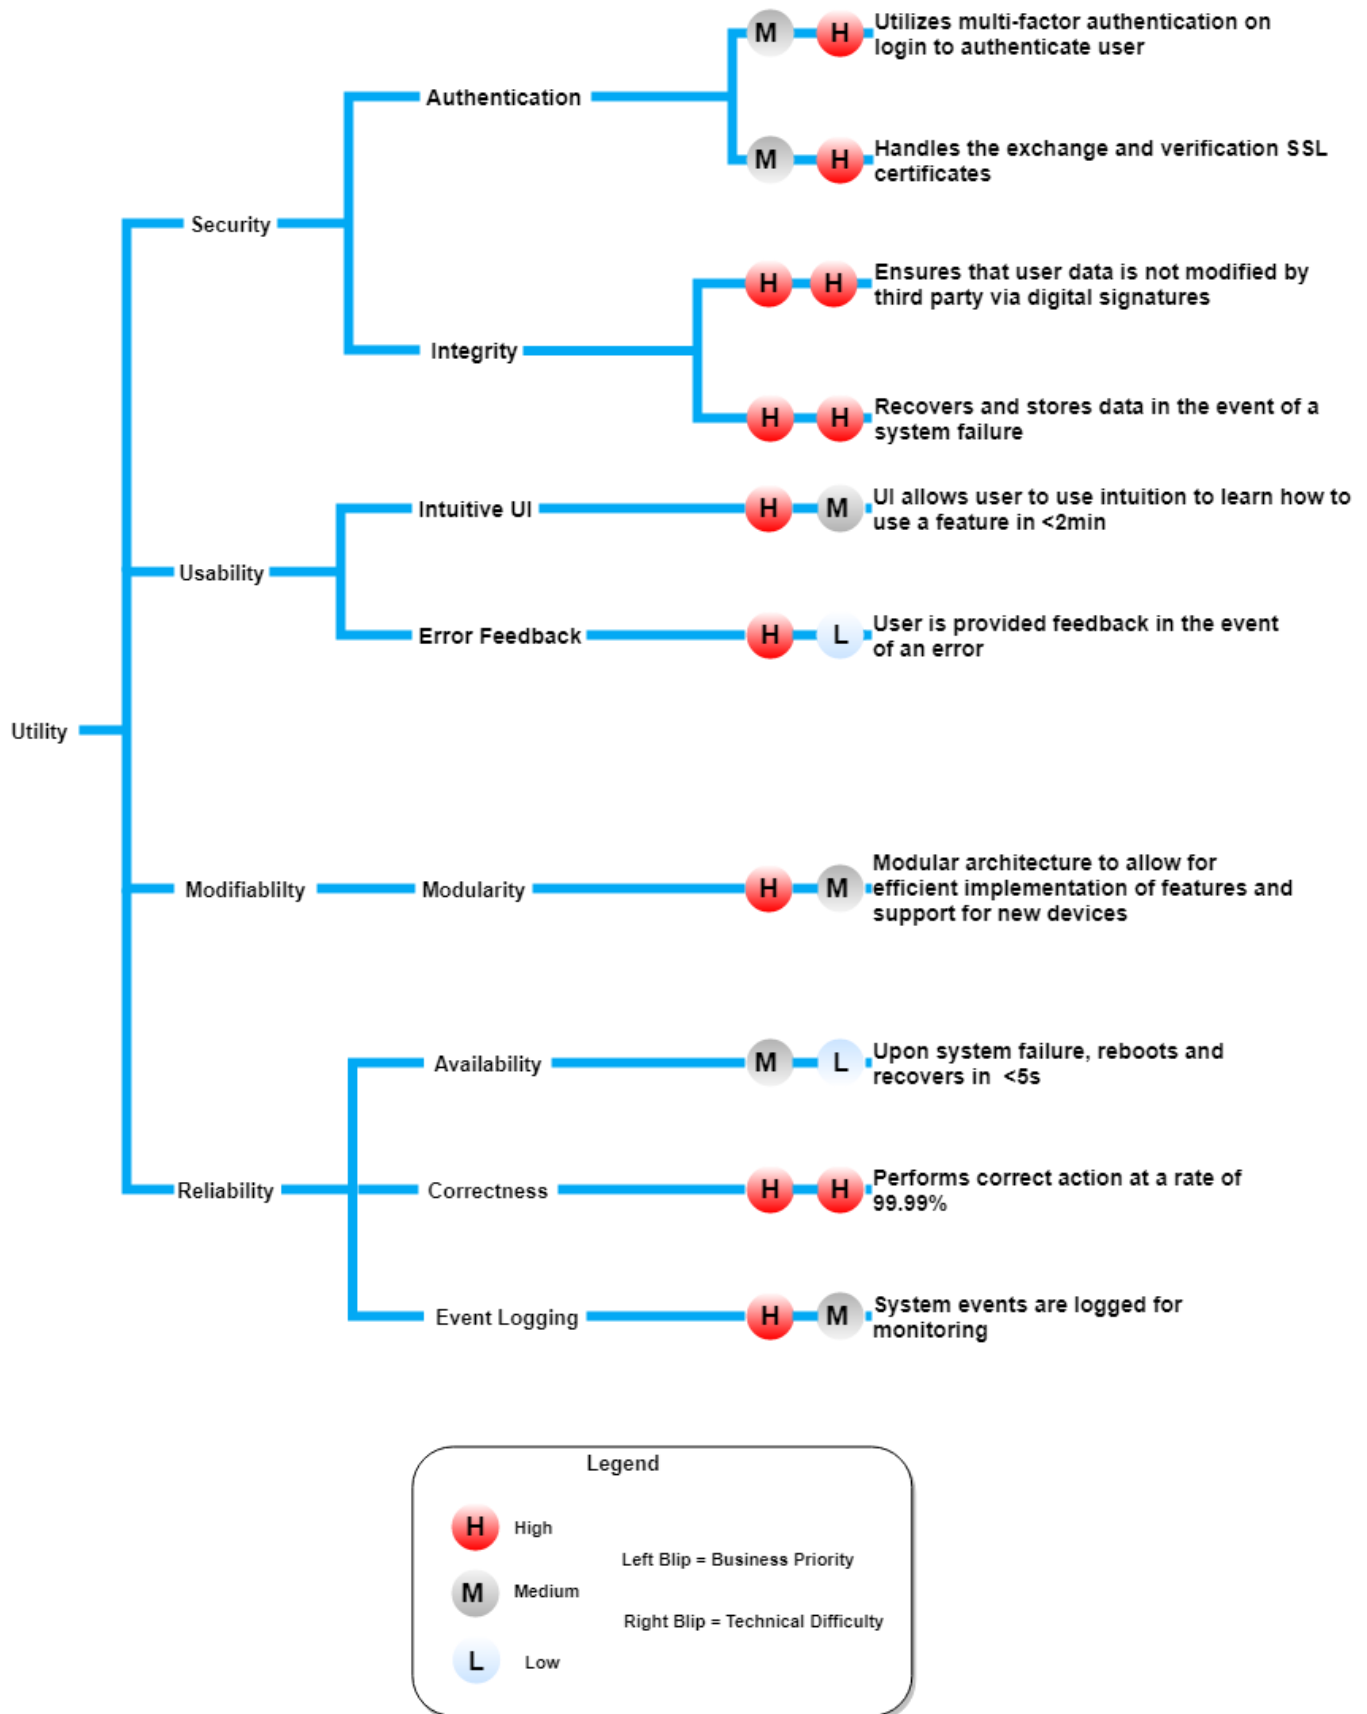 M H Utilizes multi-factor authentication on
login to authenticate user
Authentication
M H Handles the exchange and verification SSL
certificates
Security
H H Ensures that user data is not modified by
third party via digital signatures
Integrity
H H Recovers and stores data in the event of a
system failure
Intuitive UI H M UI allows user to use intuition to learn how to
use a feature in <2min
Usability
Error Feedback H L User is provided feedback in the event
of an error
Utility
Modifiablilty Modularity H M Modular architecture to allow for
efficient implementation of features and
support for new devices
Availability M L Upon system failure, reboots and
recovers in <5s
Reliability Correctness H H Performs correct action at a rate of
99.99%
Event Logging H M System events are logged for
monitoring
Legend
H High
Left Blip = Business Priority
M Medium
Right Blip = Technical Difficulty
L Low